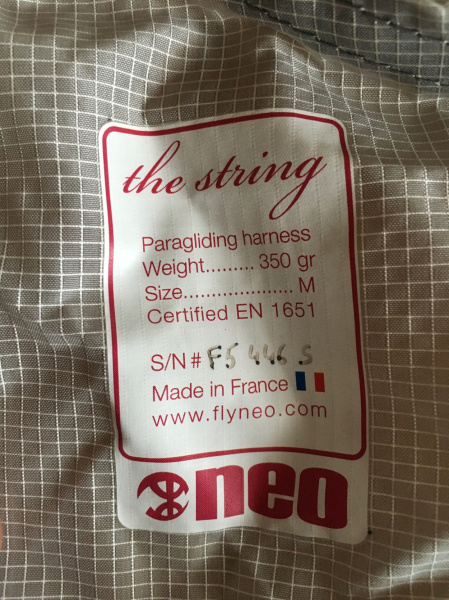 the string
Paragliding harness
Weight......... 350 gr
Size.................... M
Certified EN 1651
S/N # F5 446 S
Made in France
www.flyneo.com
neo